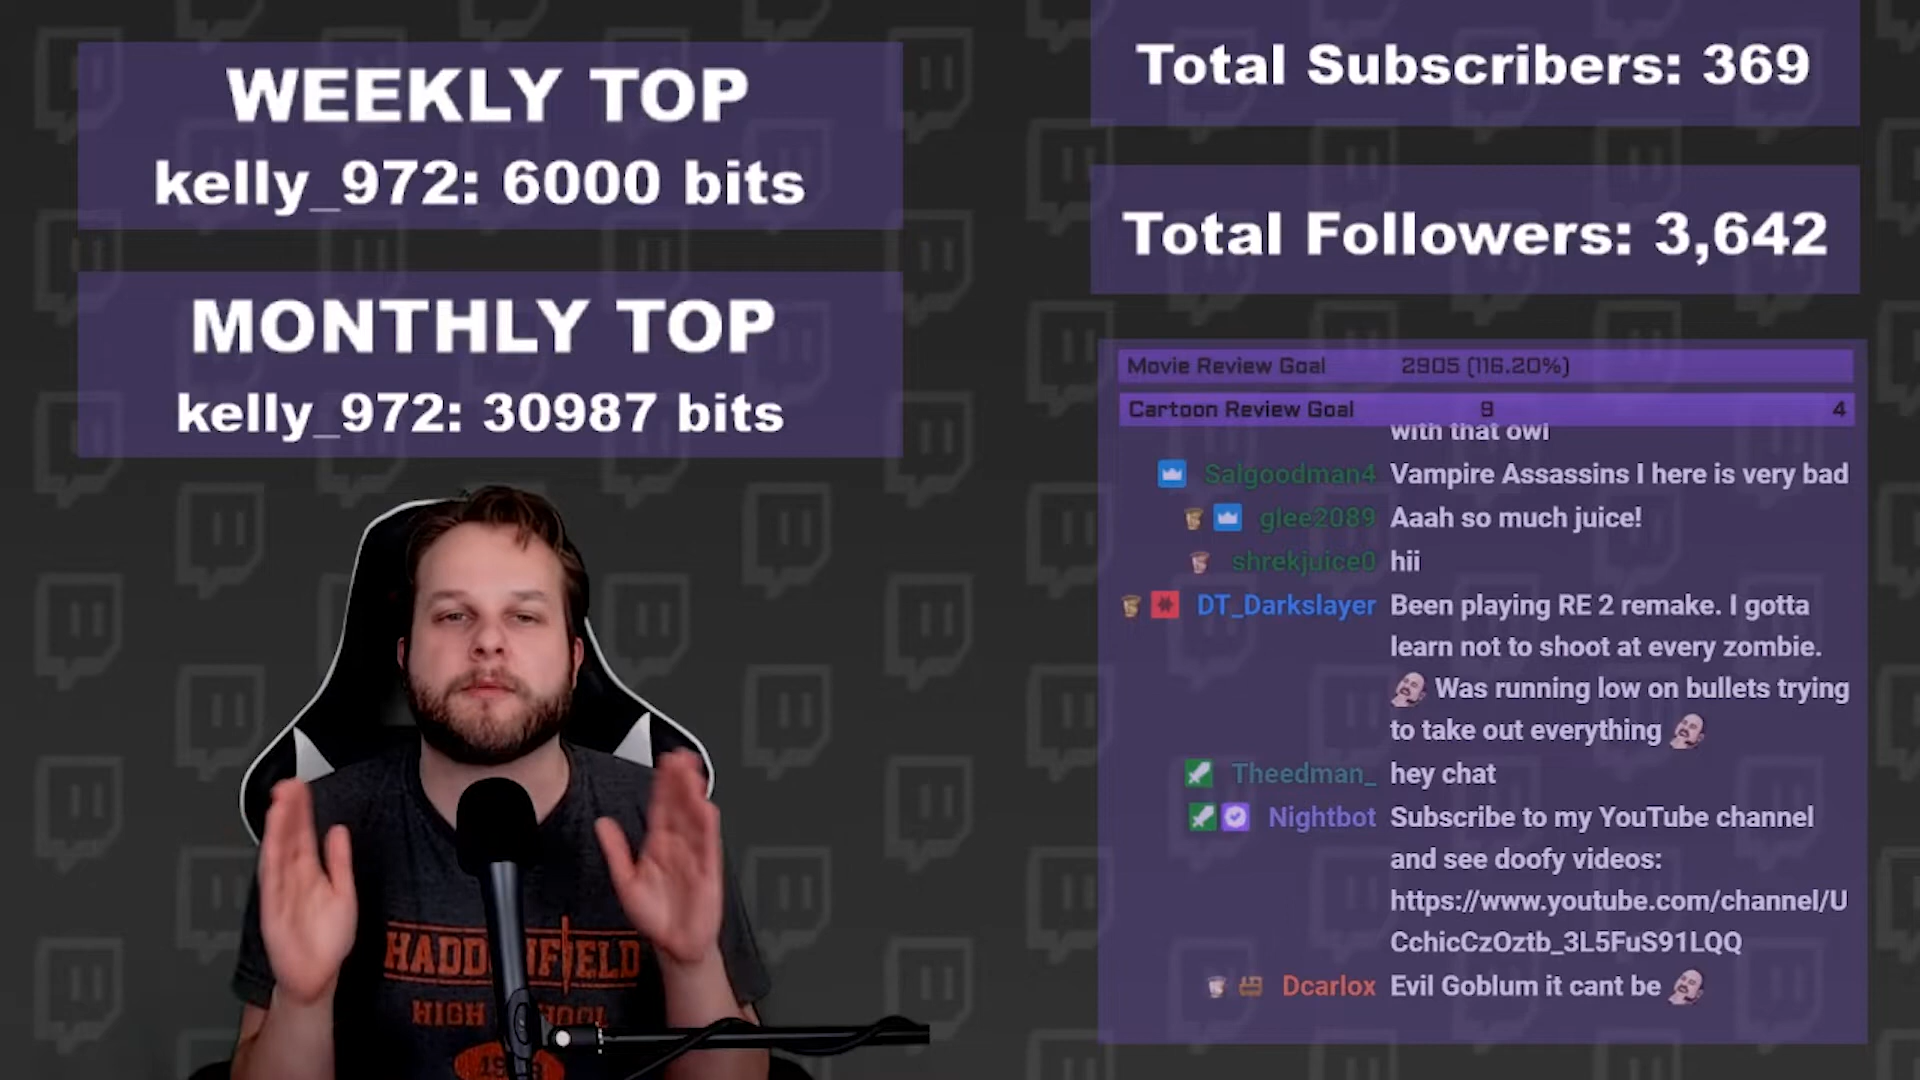 WEEKLY TOP
kelly_972: 6000 bits
MONTHLY TOP
kelly_972: 30987 bits
Total Subscribers: 369
Total Followers: 3,642
Movie Review Goal 2905 (116.20%)
Cartoon Review Goal 9 4
with that owl
Salgoodman4 Vampire Assassins I here is very bad
glee2089 Aaah so much juice!
shrekjuice0 hii
DT_Darkslayer Been playing RE 2 remake. I gotta
learn not to shoot at every zombie.
Was running low on bullets trying
to take out everything
Theedman_ hey chat
Nightbot Subscribe to my YouTube channel
and see doofy videos:
https://www.youtube.com/channel/U
CchicCzOztb_3L5FuS91LQQ
Dcarlox Evil Goblum it cant be
HADDONFIELD
HIGH